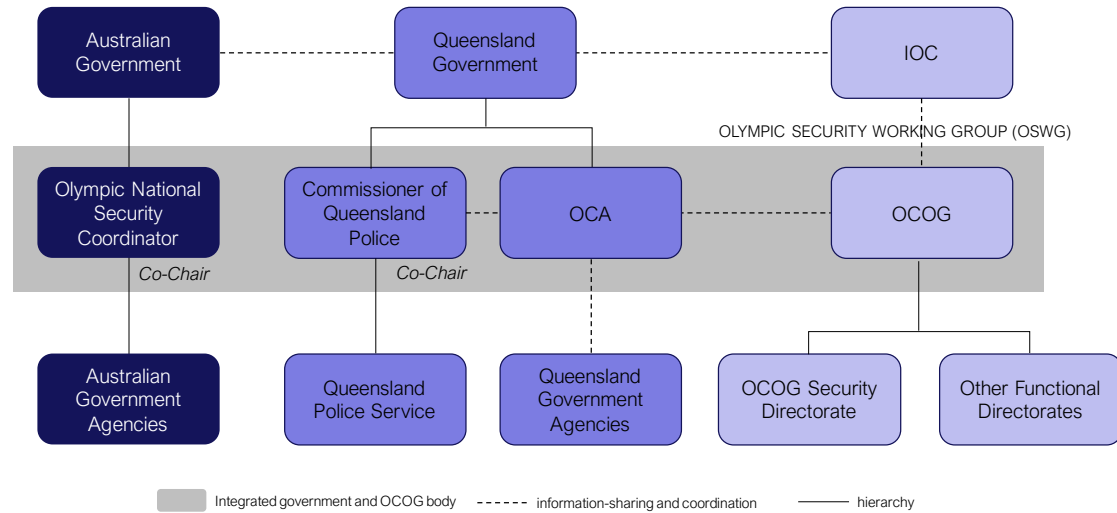 Australian
Government
Queensland
Government
IOC
OLYMPIC SECURITY WORKING GROUP (OSWG)
Olympic National
Security
Coordinator
Commissioner of
Queensland
Police
OCA
OCOG
Co-Chair
Co-Chair
Australian
Government
Agencies
Queensland
Police Service
Queensland
Government
Agencies
OCOG Security
Directorate
Other Functional
Directorates
Integrated government and OCOG body
information-sharing and coordination
hierarchy